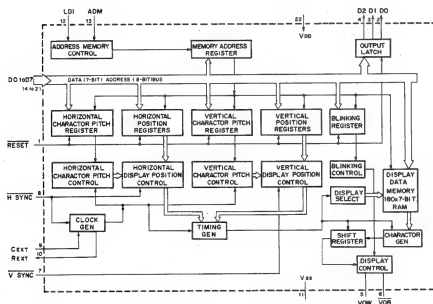 LDI ADM
12 13
22
VDD
D2 D1 D0
4 3 2
ADDRESS MEMORY CONTROL
MEMORY ADDRESS REGISTER
OUTPUT LATCH
DC0toD7
14 to 21
DATA (7-BIT) ADDRESS (8-BIT) BUS
HORIZONTAL CHARACTOR PITCH REGISTER
HORIZONTAL POSITION REGISTERS
VERTICAL CHARACTOR PITCH REGISTER
VERTICAL POSITION REGISTERS
BLINKING REGISTER
RESET
1
HORIZONTAL CHARACTOR PITCH CONTROL
HORIZONTAL DISPLAY POSITION CONTROL
VERTICAL CHARACTOR PITCH CONTROL
VERTICAL DISPLAY POSITION CONTROL
BLINKING CONTROL
DISPLAY SELECT
DISPLAY DATA MEMORY 180x7-BIT RAM
H SYNC
8
CLOCK GEN
TIMING GEN
SHIFT REGISTER
CHARACTOR GEN
CEXT 9
REXT 10
V SYNC
7
DISPLAY CONTROL
VSS
11
5 6
VOW VOB